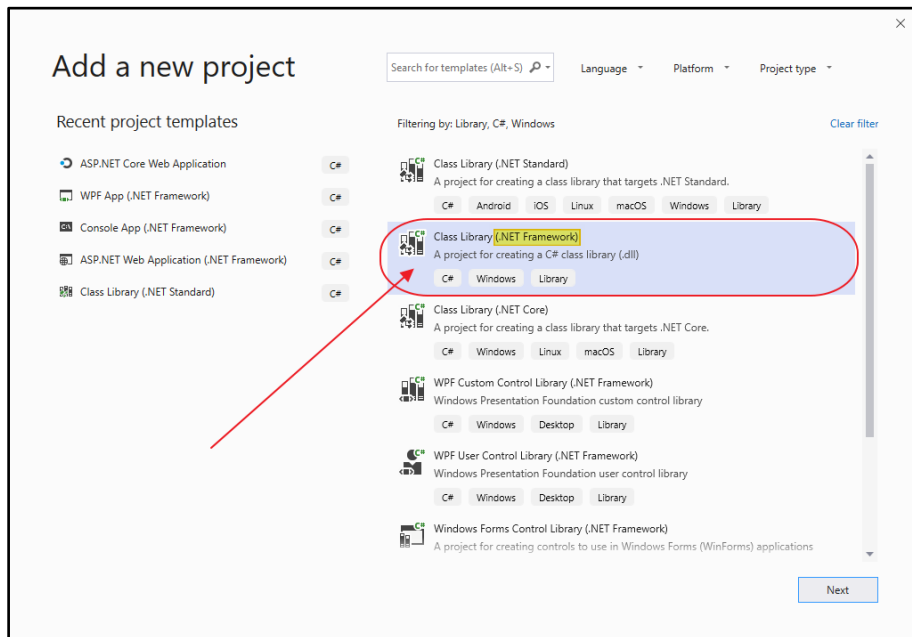 Add a new project
Search for templates (Alt+S)
Language
Platform
Project type
Recent project templates
ASP.NET Core Web Application
C#
WPF App (.NET Framework)
C#
Console App (.NET Framework)
C#
ASP.NET Web Application (.NET Framework)
C#
Class Library (.NET Standard)
C#
Filtering by: Library, C#, Windows
Clear filter
Class Library (.NET Standard)
A project for creating a class library that targets .NET Standard.
C# Android iOS Linux macOS Windows Library
Class Library (.NET Framework)
A project for creating a C# class library (.dll)
C# Windows Library
Class Library (.NET Core)
A project for creating a class library that targets .NET Core.
C# Windows Linux macOS Library
WPF Custom Control Library (.NET Framework)
Windows Presentation Foundation custom control library
C# Windows Desktop Library
WPF User Control Library (.NET Framework)
Windows Presentation Foundation user control library
C# Windows Desktop Library
Windows Forms Control Library (.NET Framework)
A project for creating controls to use in Windows Forms (WinForms) applications
Next